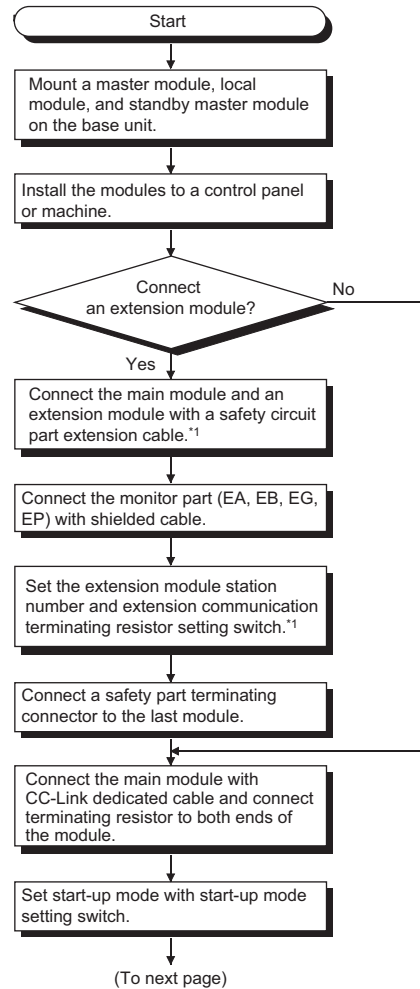 Start
Mount a master module, local
module, and standby master module
on the base unit.
Install the modules to a control panel
or machine.
Connect
an extension module?
No
Yes
Connect the main module and an
extension module with a safety circuit
part extension cable.*1
Connect the monitor part (EA, EB, EG,
EP) with shielded cable.
Set the extension module station
number and extension communication
terminating resistor setting switch.*1
Connect a safety part terminating
connector to the last module.
Connect the main module with
CC-Link dedicated cable and connect
terminating resistor to both ends of
the module.
Set start-up mode with start-up mode
setting switch.
(To next page)